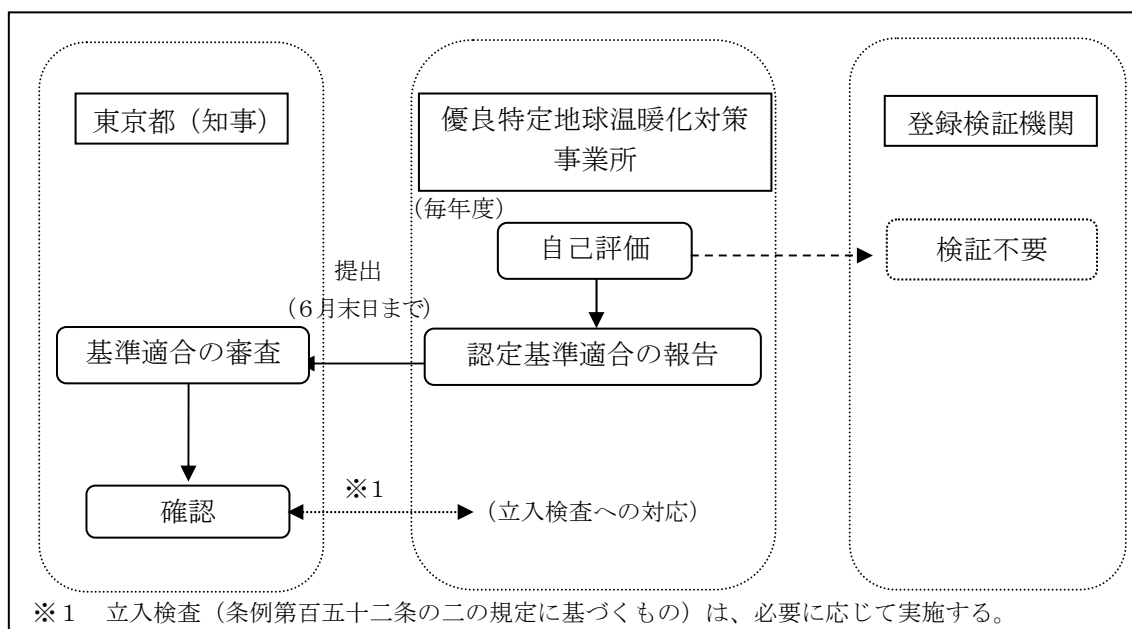 東京都（知事）
優良特定地球温暖化対策
事業所
登録検証機関
（毎年度）
自己評価
検証不要
提出
（６月末日まで）
基準適合の審査
認定基準適合の報告
※１
確認
（立入検査への対応）
※１　立入検査（条例第百五十二条の二の規定に基づくもの）は、必要に応じて実施する。